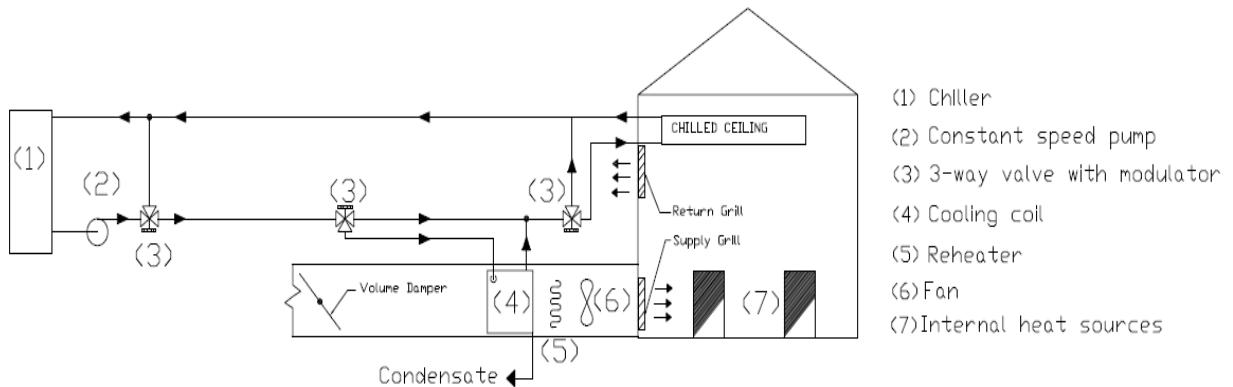 CHILLED CEILING
(1)
(2)
(3)
(3)
(3)
Return Grill
Supply Grill
Volume Damper
(4)
(5)
(6)
(7)
Condensate
(1) Chiller
(2) Constant speed pump
(3) 3-way valve with modulator
(4) Cooling coil
(5) Reheater
(6) Fan
(7)Internal heat sources